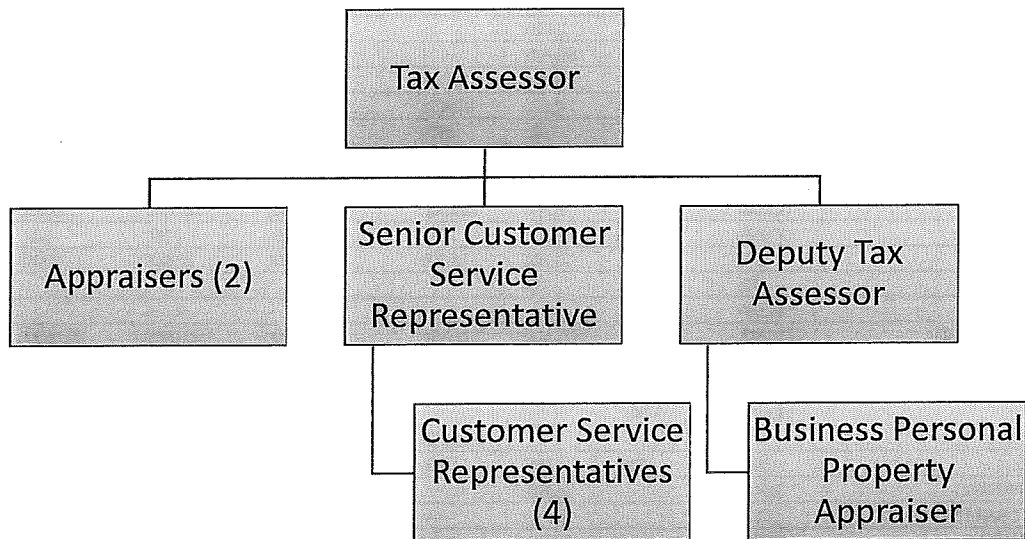 Tax Assessor
Appraisers (2)
Senior Customer
Service
Representative
Deputy Tax
Assessor
Customer Service
Representatives
(4)
Business Personal
Property
Appraiser